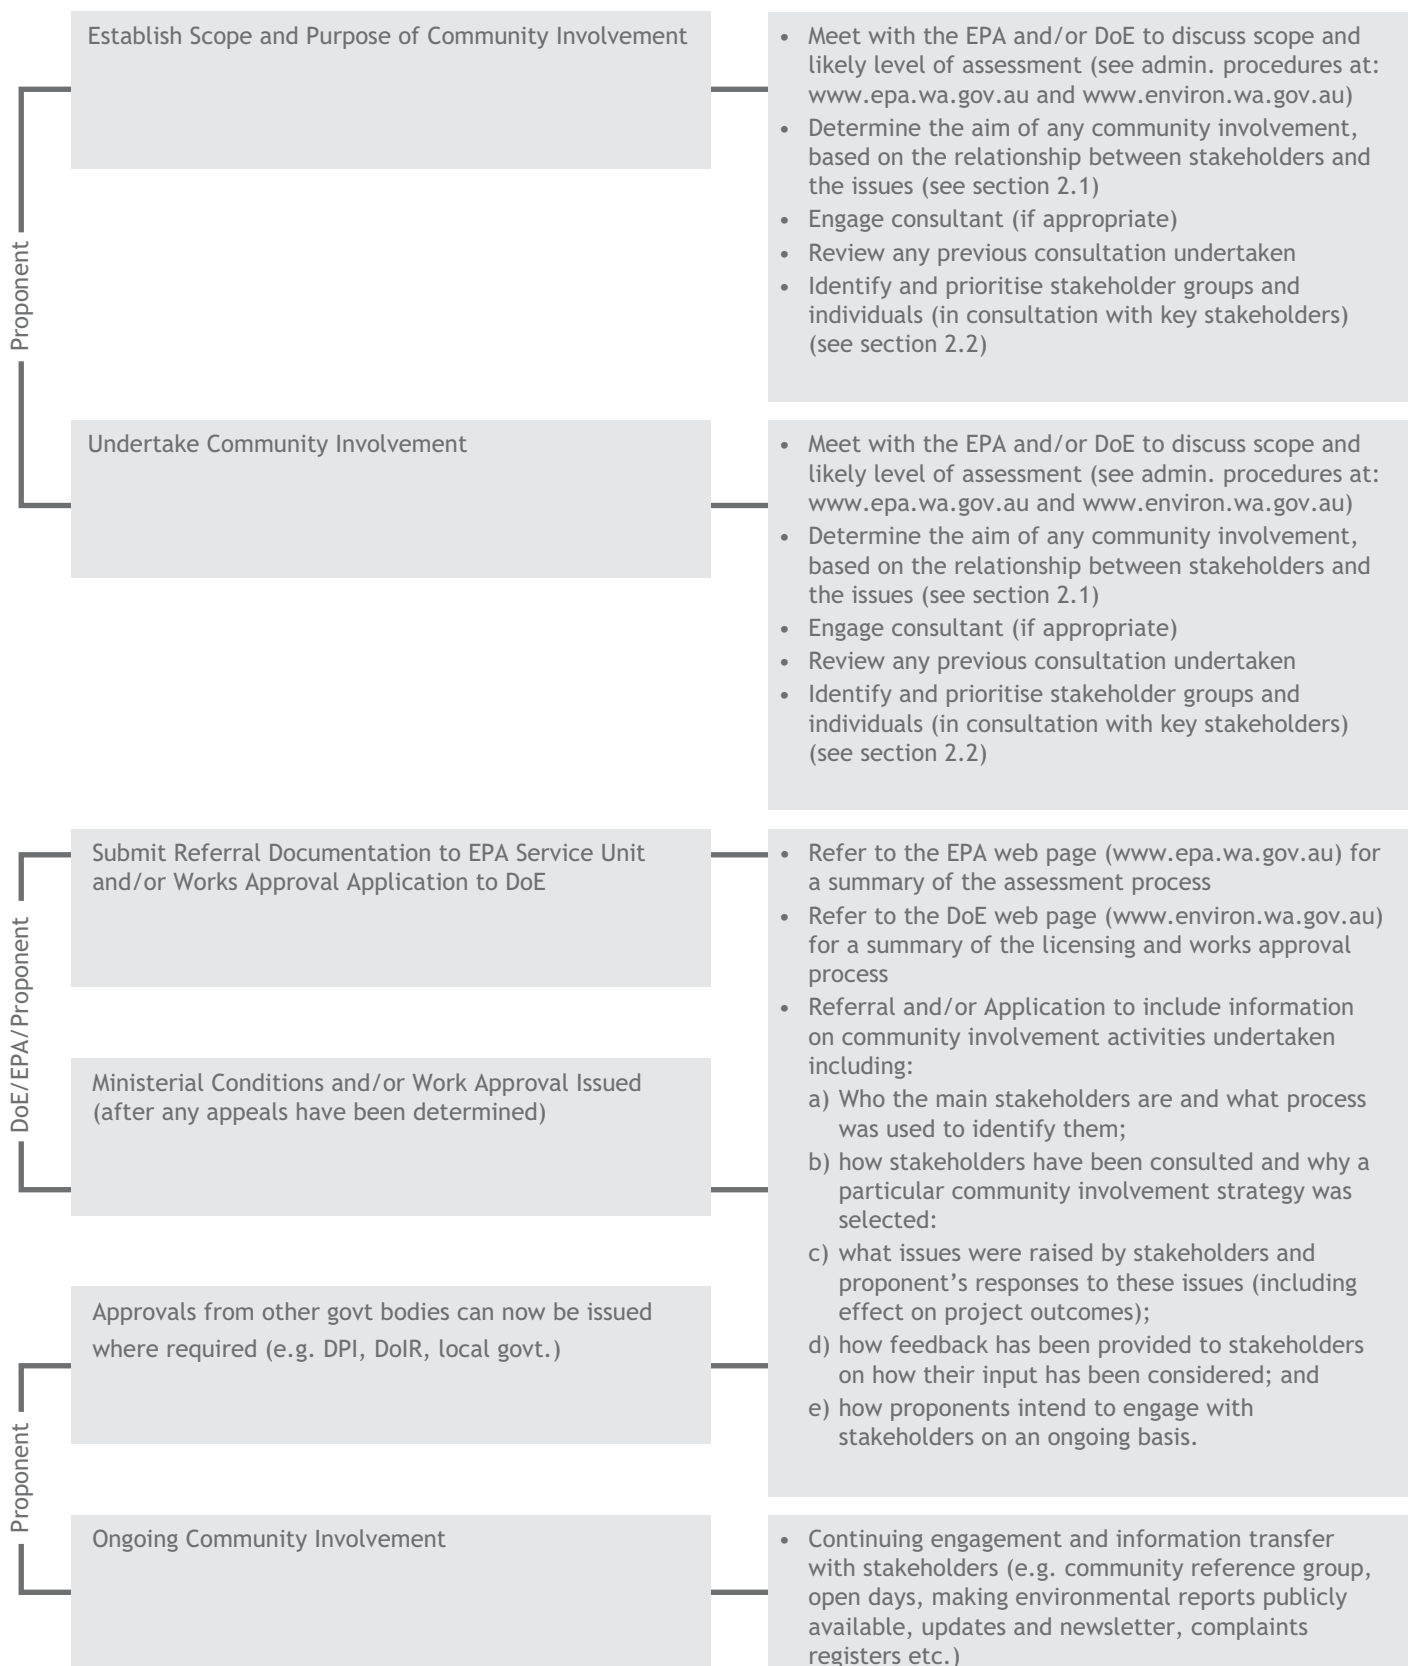 Proponent
Establish Scope and Purpose of Community Involvement
• Meet with the EPA and/or DoE to discuss scope and
likely level of assessment (see admin. procedures at:
www.epa.wa.gov.au and www.environ.wa.gov.au)
• Determine the aim of any community involvement,
based on the relationship between stakeholders and
the issues (see section 2.1)
• Engage consultant (if appropriate)
• Review any previous consultation undertaken
• Identify and prioritise stakeholder groups and
individuals (in consultation with key stakeholders)
(see section 2.2)
Undertake Community Involvement
• Meet with the EPA and/or DoE to discuss scope and
likely level of assessment (see admin. procedures at:
www.epa.wa.gov.au and www.environ.wa.gov.au)
• Determine the aim of any community involvement,
based on the relationship between stakeholders and
the issues (see section 2.1)
• Engage consultant (if appropriate)
• Review any previous consultation undertaken
• Identify and prioritise stakeholder groups and
individuals (in consultation with key stakeholders)
(see section 2.2)
DoE/EPA/Proponent
Submit Referral Documentation to EPA Service Unit
and/or Works Approval Application to DoE
Ministerial Conditions and/or Work Approval Issued
(after any appeals have been determined)
• Refer to the EPA web page (www.epa.wa.gov.au) for
a summary of the assessment process
• Refer to the DoE web page (www.environ.wa.gov.au)
for a summary of the licensing and works approval
process
• Referral and/or Application to include information
on community involvement activities undertaken
including:
a) Who the main stakeholders are and what process
was used to identify them;
b) how stakeholders have been consulted and why a
particular community involvement strategy was
selected:
c) what issues were raised by stakeholders and
proponent’s responses to these issues (including
effect on project outcomes);
d) how feedback has been provided to stakeholders
on how their input has been considered; and
e) how proponents intend to engage with
stakeholders on an ongoing basis.
Proponent
Approvals from other govt bodies can now be issued
where required (e.g. DPI, DoIR, local govt.)
Ongoing Community Involvement
• Continuing engagement and information transfer
with stakeholders (e.g. community reference group,
open days, making environmental reports publicly
available, updates and newsletter, complaints
registers etc.)